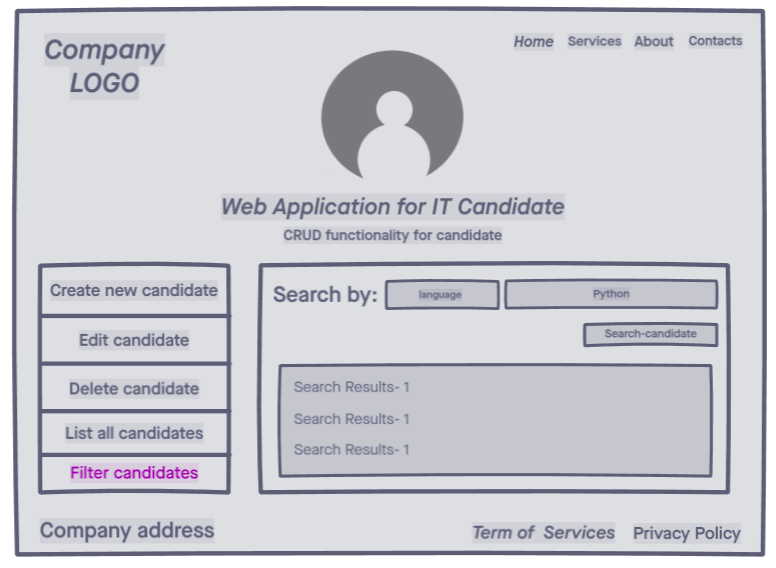 Company
LOGO
Home Services About Contacts
Web Application for IT Candidate
CRUD functionality for candidate
Create new candidate
Edit candidate
Delete candidate
List all candidates
Filter candidates
Search by: language Python
Search-candidate
Search Results- 1
Search Results- 1
Search Results- 1
Company address
Term of Services Privacy Policy